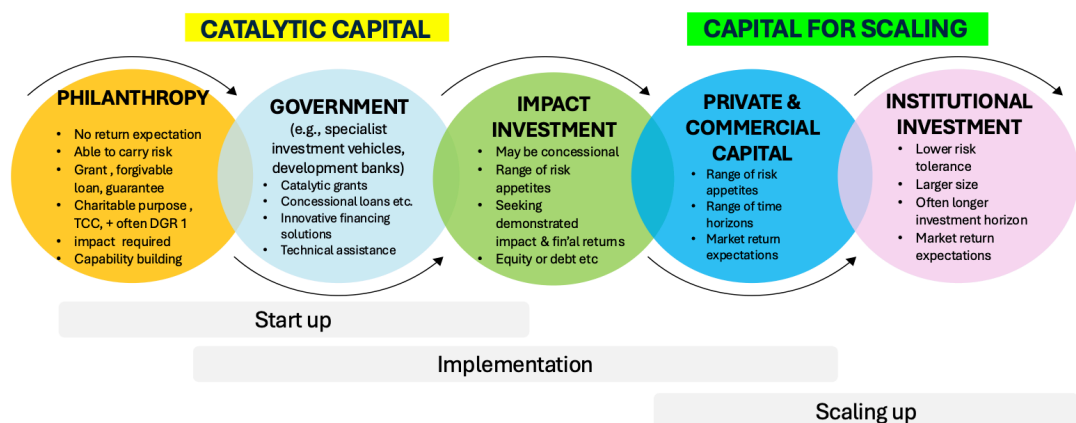 CATALYTIC CAPITAL
CAPITAL FOR SCALING
PHILANTHROPY
• No return expectation
• Able to carry risk
• Grant , forgivable
loan, guarantee
• Charitable purpose ,
TCC, + often DGR 1
• impact required
• Capability building
GOVERNMENT
(e.g., specialist
investment vehicles,
development banks)
• Catalytic grants
• Concessional loans etc.
• Innovative financing
solutions
• Technical assistance
IMPACT
INVESTMENT
• May be concessional
• Range of risk
appetites
• Seeking
demonstrated
impact & fin'al returns
• Equity or debt etc
PRIVATE &
COMMERCIAL
CAPITAL
• Range of risk
appetites
• Range of time
horizons
• Market return
expectations
INSTITUTIONAL
INVESTMENT
• Lower risk
tolerance
• Larger size
• Often longer
investment horizon
• Market return
expectations
Start up
Implementation
Scaling up